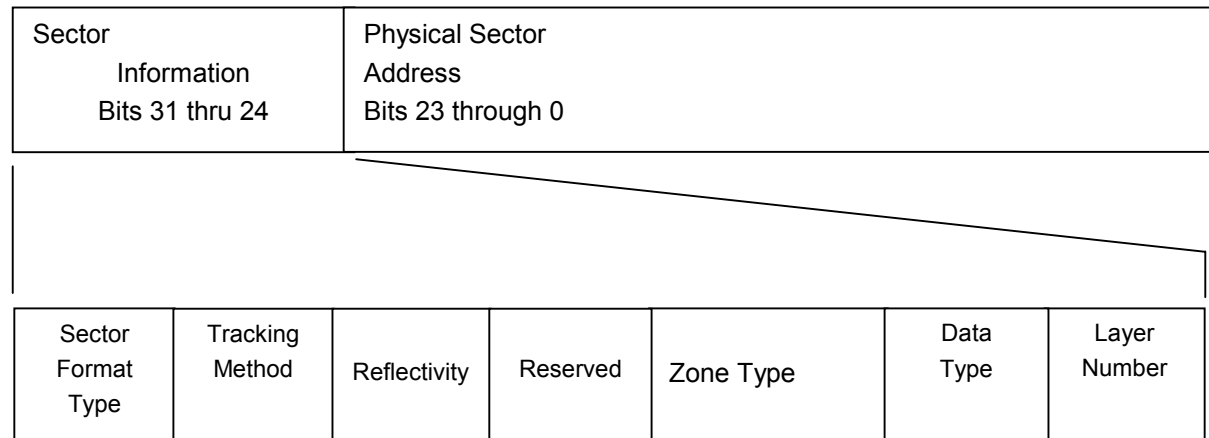 Sector
Information
Bits 31 thru 24
Physical Sector
Address
Bits 23 through 0
Sector
Format
Type
Tracking
Method
Reflectivity
Reserved
Zone Type
Data
Type
Layer
Number